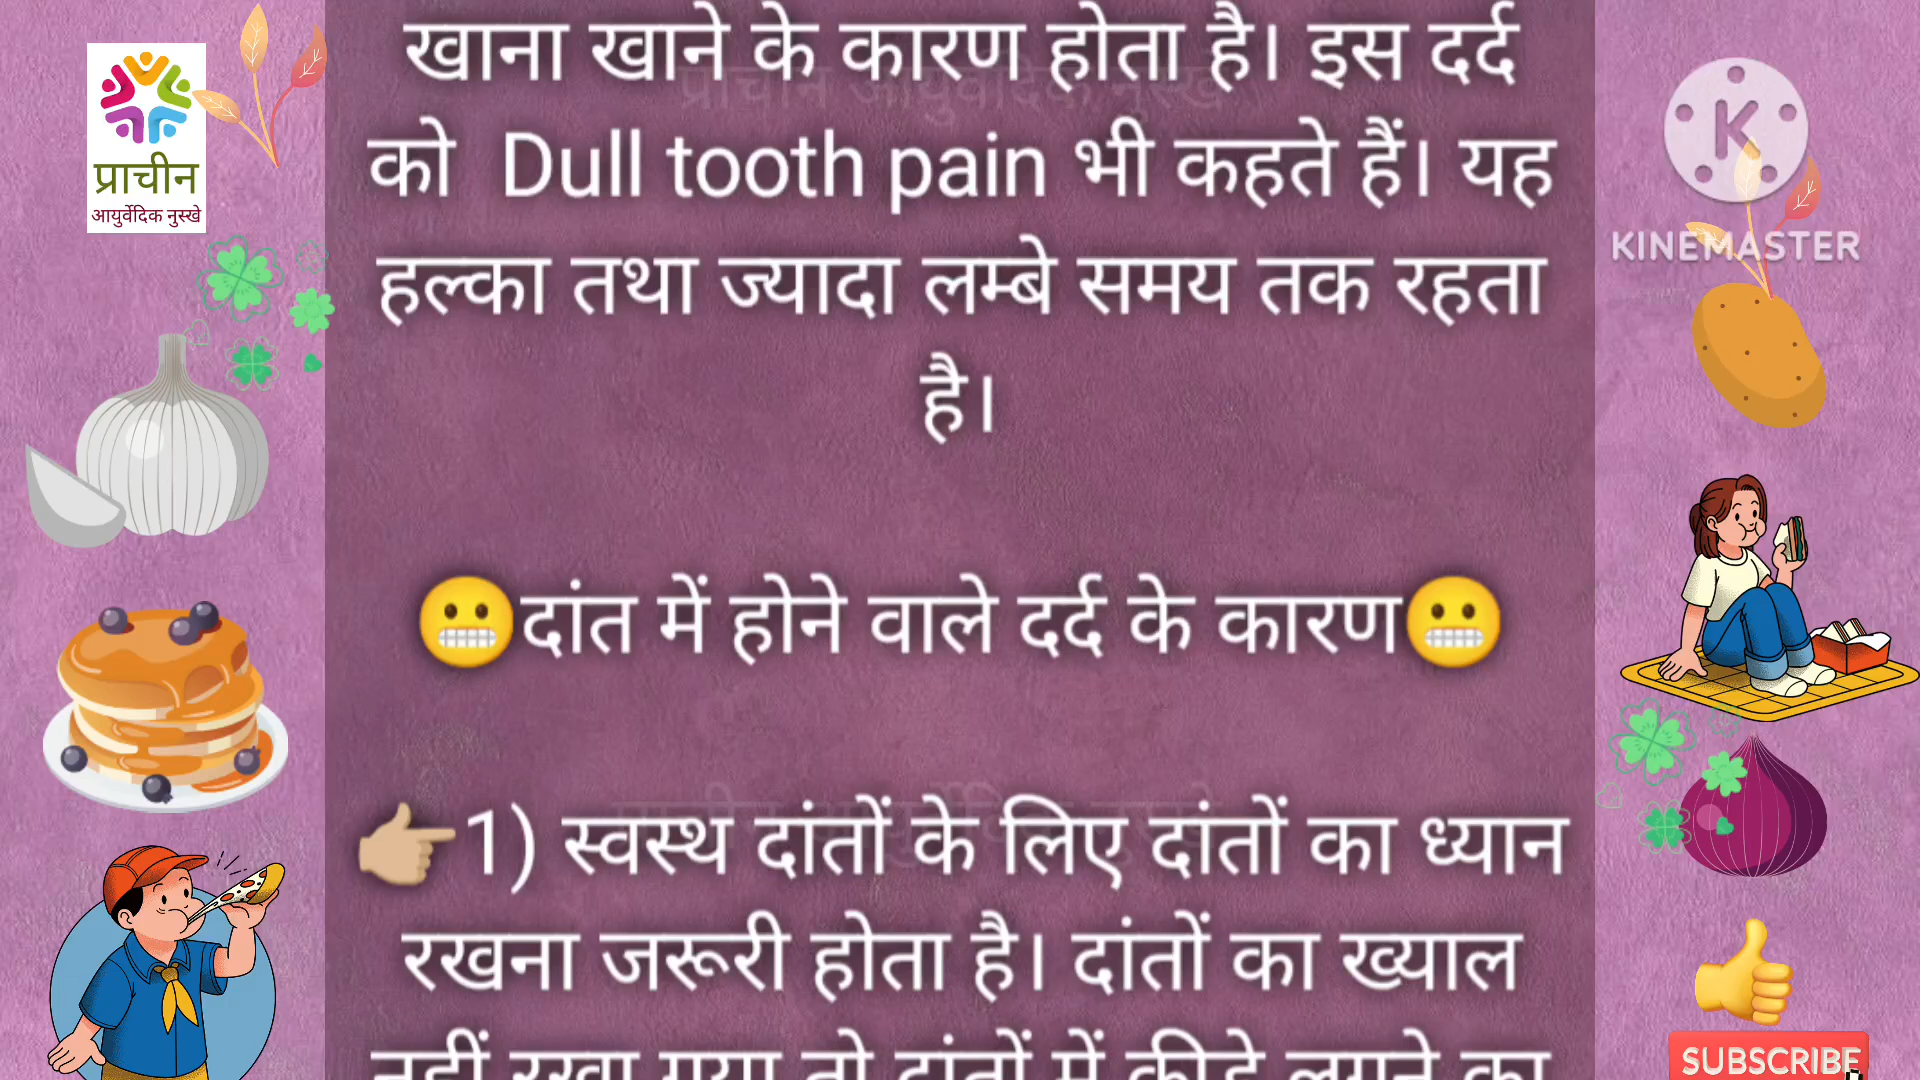 प्राचीन
आयुर्वेदिक नुस्खे
खाना खाने के कारण होता है। इस दर्द
को Dull tooth pain भी कहते हैं। यह
हल्का तथा ज्यादा लम्बे समय तक रहता
है।
😬दांत में होने वाले दर्द के कारण😬
👉🏼1) स्वस्थ दांतों के लिए दांतों का ध्यान
रखना जरूरी होता है। दांतों का ख्याल
नहीं रखा गया तो दांतों में कीड़े लगने का
K
KINEMASTER
SUBSCRIBE